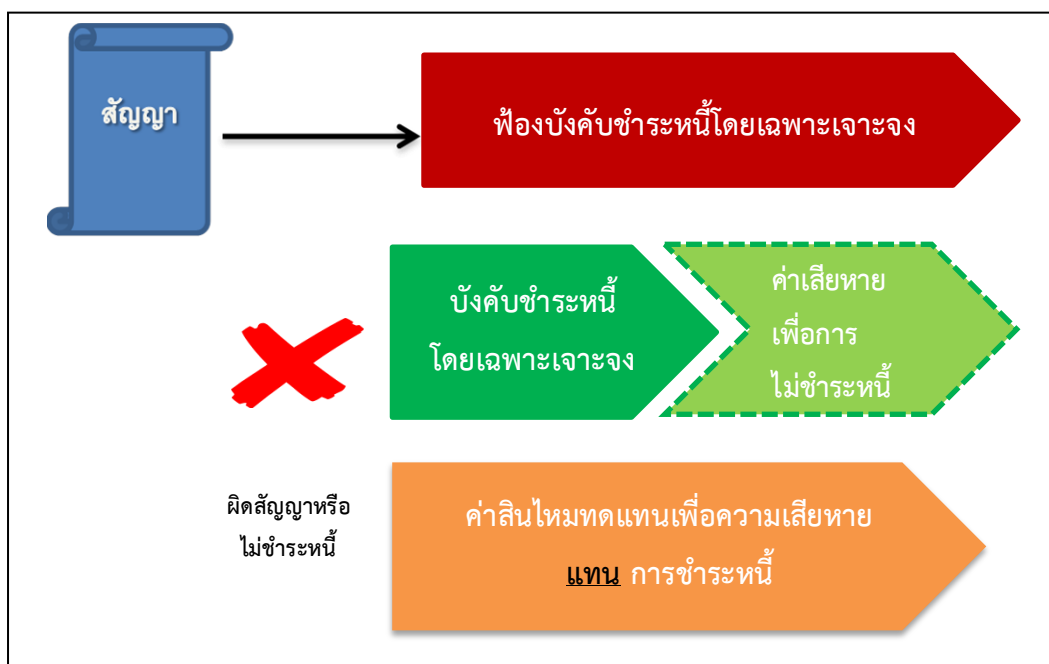 สัญญา
ฟ้องบังคับชำระหนี้โดยเฉพาะเจาะจง
บังคับชำระหนี้
โดยเฉพาะเจาะจง
ค่าเสียหาย
เพื่อการ
ไม่ชำระหนี้
ผิดสัญญาหรือ
ไม่ชำระหนี้
ค่าสินไหมทดแทนเพื่อความเสียหาย
แทน การชำระหนี้